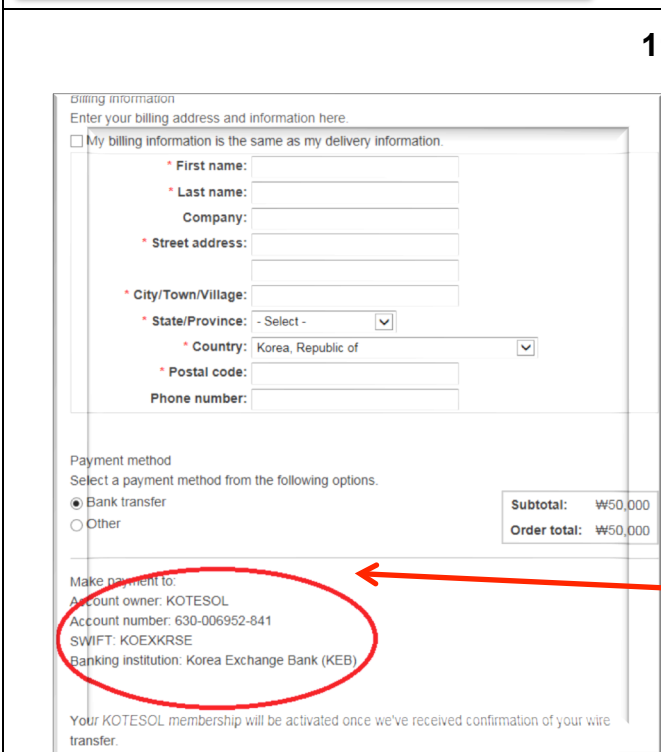 1
Billing information
Enter your billing address and information here.
My billing information is the same as my delivery information.
* First name:
* Last name:
Company:
* Street address:
* City/Town/Village:
* State/Province: - Select -
* Country: Korea, Republic of
* Postal code:
Phone number:
Payment method
Select a payment method from the following options.
Bank transfer
Other
Subtotal: ₩50,000
Order total: ₩50,000
Make payment to:
Account owner: KOTESOL
Account number: 630-006952-841
SWIFT: KOEXKRSE
Banking institution: Korea Exchange Bank (KEB)
Your KOTESOL membership will be activated once we've received confirmation of your wire
transfer.